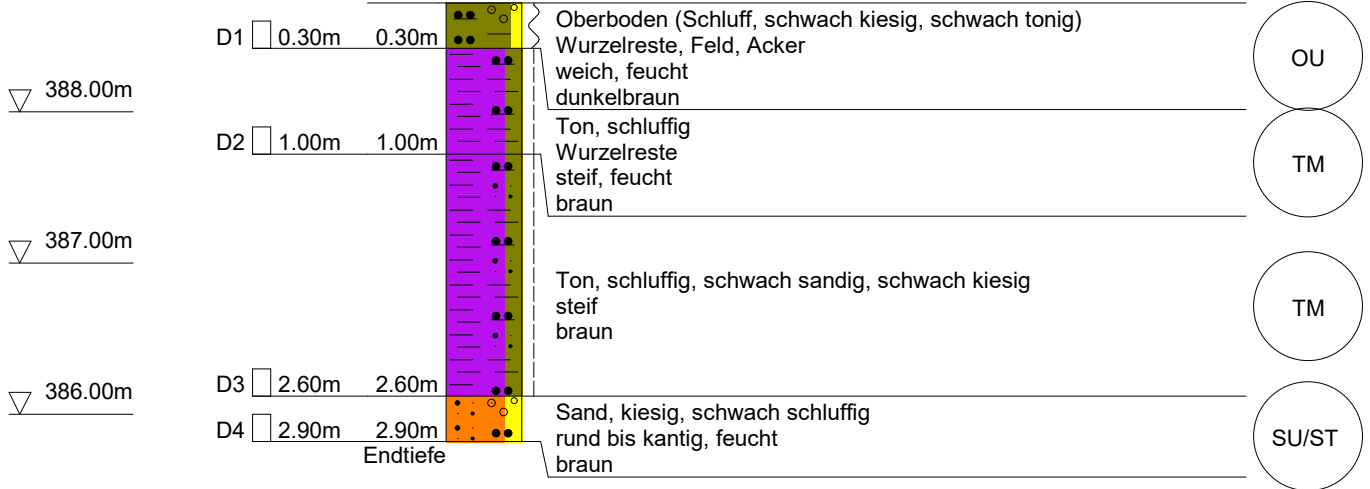 Oberboden (Schluff, schwach kiesig, schwach tonig)
D1 0.30m 0.30m Wurzelreste, Feld, Acker
OU
weich, feucht
388.00m
dunkelbraun
Ton, schluffig
D2 1.00m 1.00m
Wurzelreste
TM
steif, feucht
braun
387.00m
Ton, schluffig, schwach sandig, schwach kiesig
steif
TM
braun
D3 2.60m 2.60m
386.00m
Sand, kiesig, schwach schluffig
D4 2.90m 2.90m
rund bis kantig, feucht
SU/ST
Endtiefe
braun